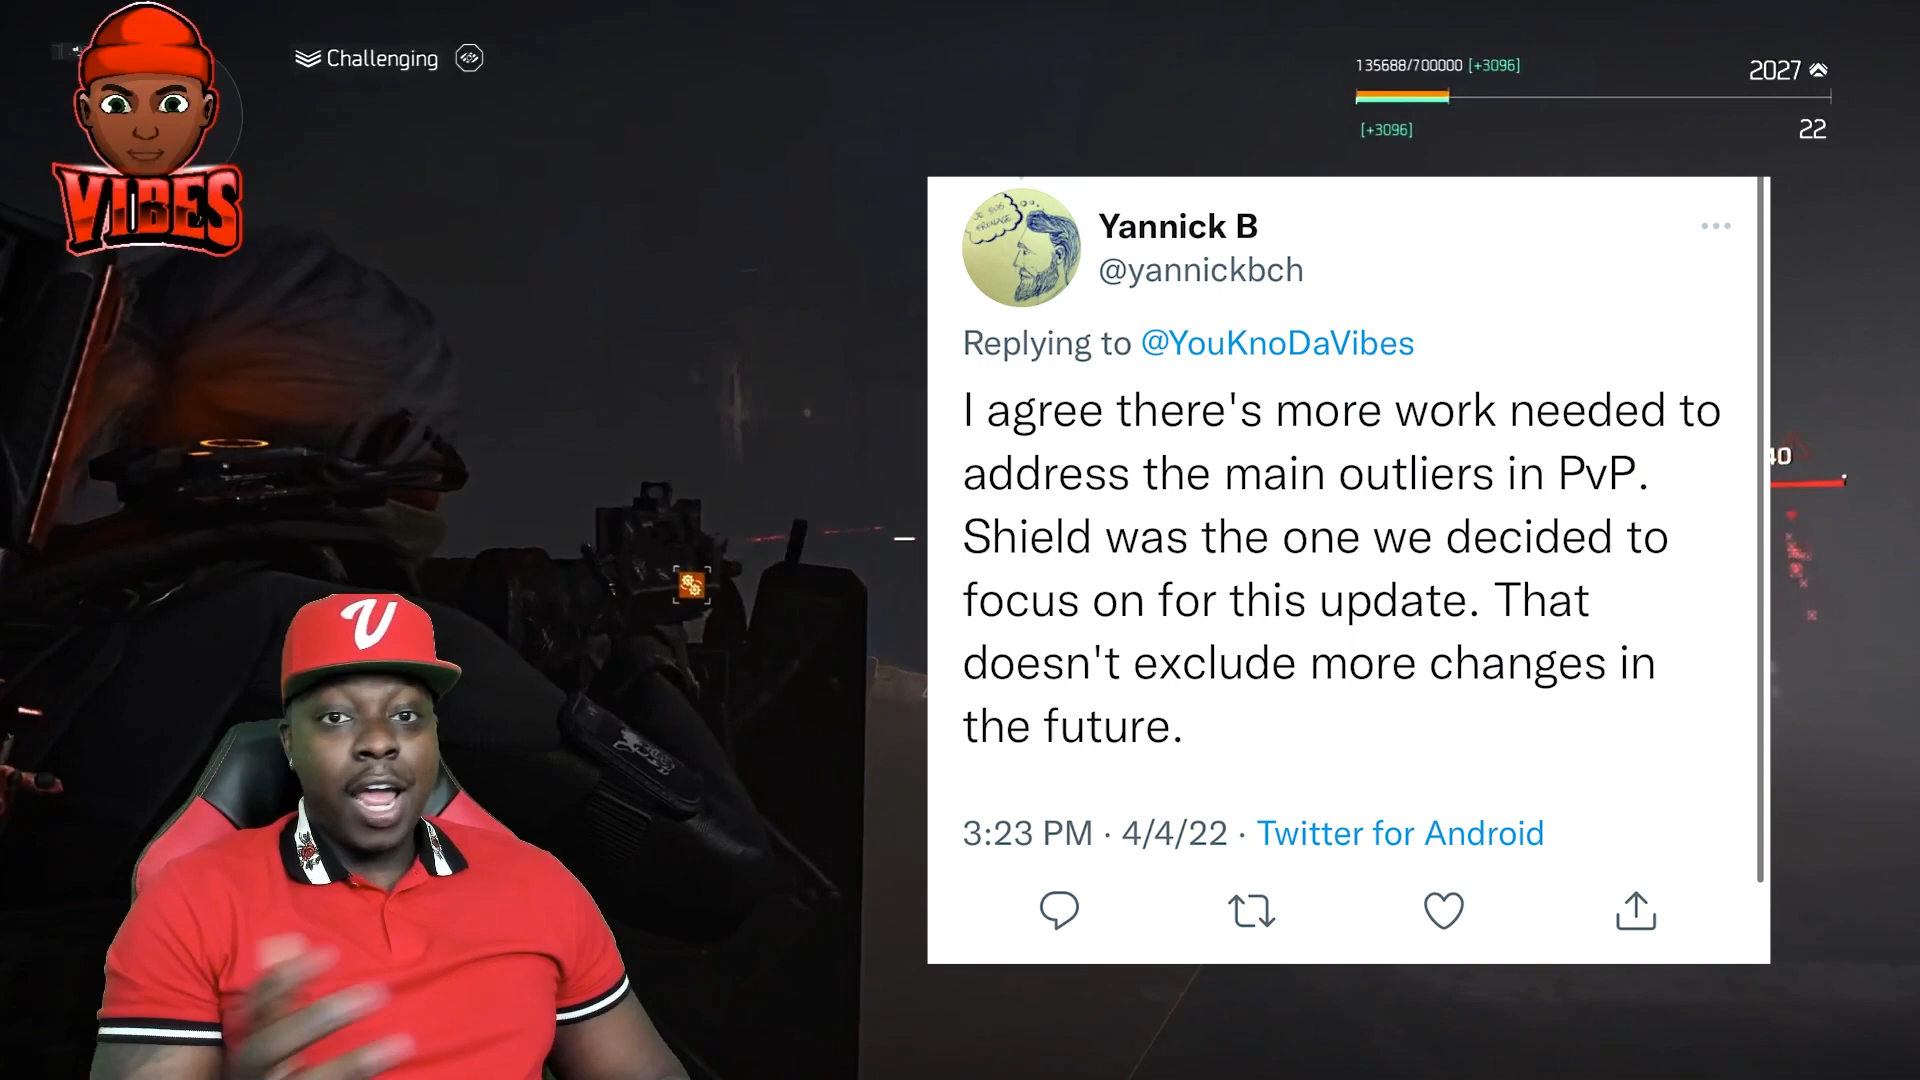 Challenging
135688/700000 [+3096]
2027
[+3096]
22
VIBES
Yannick B
@yannickbch
Replying to @YouKnoDaVibes
I agree there's more work needed to
address the main outliers in PvP.
Shield was the one we decided to
focus on for this update. That
doesn't exclude more changes in
the future.
3:23 PM · 4/4/22 · Twitter for Android
40
V